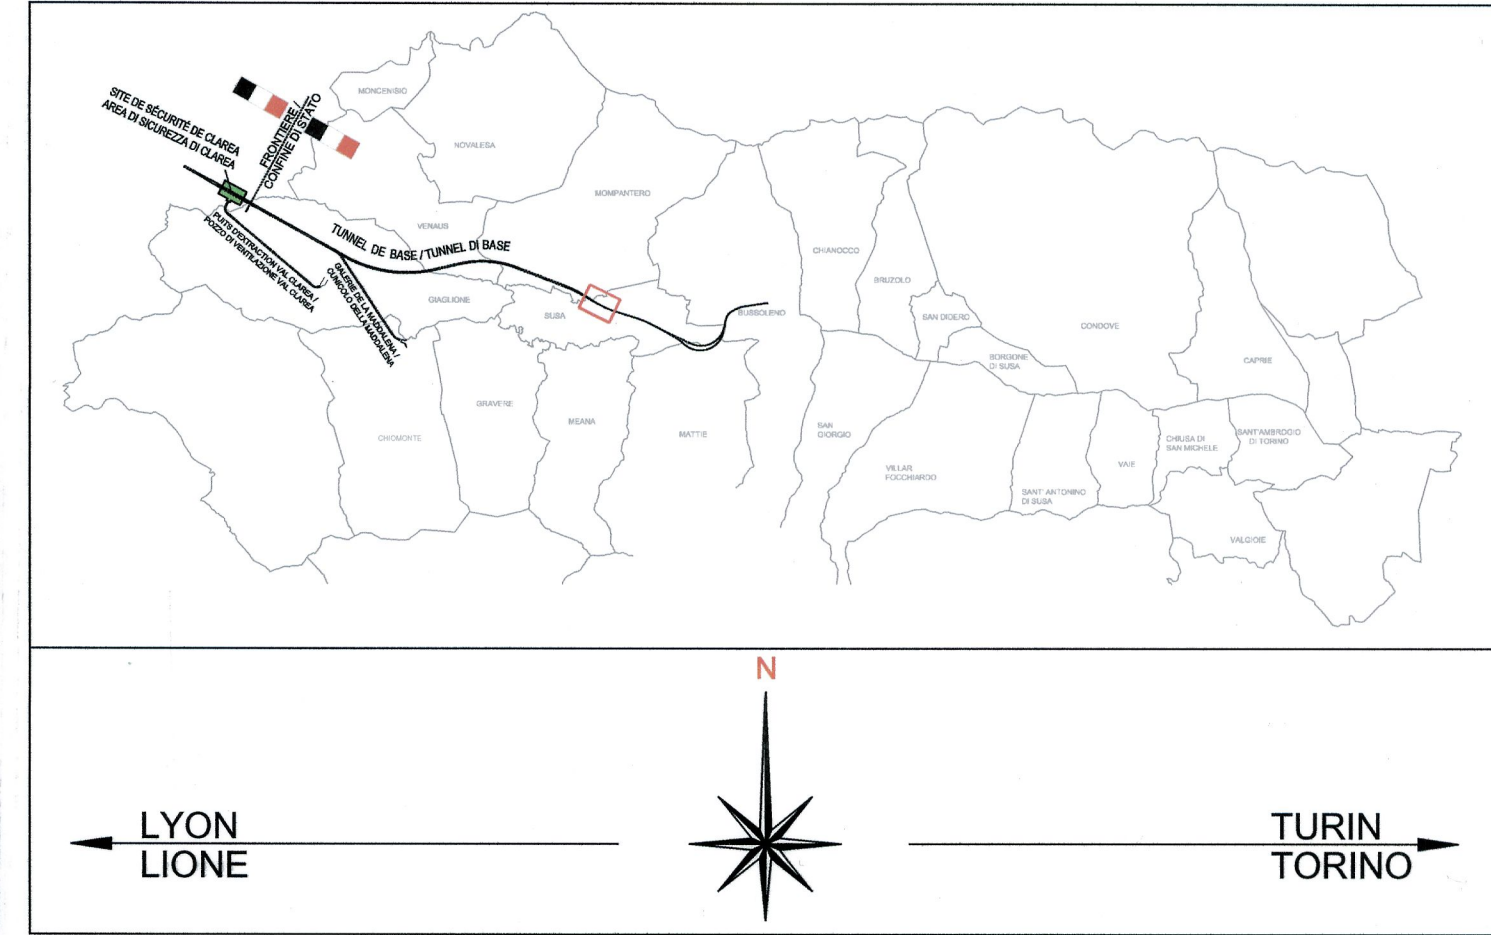 MONCENISIO
SITE DE SÉCURITÉ DE CLAREA
AREA DI SICUREZZA DI CLAREA
FRONTIERE /
CONFINE DI STATO
NOVALESA
MOMPANTERO
VENAUS
TUNNEL DE BASE / TUNNEL DI BASE
PUITS D'EXTRACTION VAL CLAREA /
POZZO DI VENTILAZIONE VAL CLAREA
GALERIE DE LA MADDALENA /
CUNICOLO DELLA MADDALENA
CHIANOCCO
BRUZOLO
GIAGLIONE
SUSA
BUSSOLENO
SAN DIDERO
CONDOVE
BORGONE
DI SUSA
CAPRIE
GRAVERE
MEANA
MATTIE
CHIOMONTE
SAN
GIORGIO
VILLAR
FOCCHIARDO
SANT' ANTONINO
DI SUSA
VAIE
CHIUSA DI
SAN MICHELE
SANT'AMBROGIO
DI TORINO
VALGIOIE
N
LYON
LIONE
TURIN
TORINO